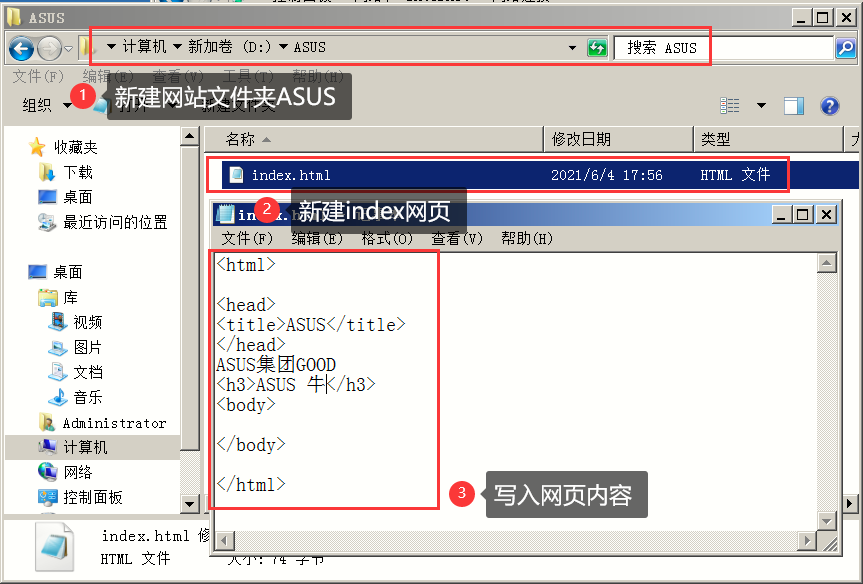 ASUS
计算机 新加卷 (D:) ASUS
搜索 ASUS
文件(F) 编辑(E) 查看(V) 工具(T) 帮助(H)
1 新建网站文件夹ASUS
组织
名称 修改日期 类型
index.html 2021/6/4 17:56 HTML 文件
2 新建index网页
文件(F) 编辑(E) 格式(O) 查看(V) 帮助(H)
<html>
<head>
<title>ASUS</title>
</head>
ASUS集团GOOD
<h3>ASUS 牛</h3>
<body>
</body>
</html>
3 写入网页内容
收藏夹
下载
桌面
最近访问的位置
桌面
库
视频
图片
文档
音乐
Administrator
计算机
网络
控制面板
index.html 修
HTML 文件
大小: 74 字节